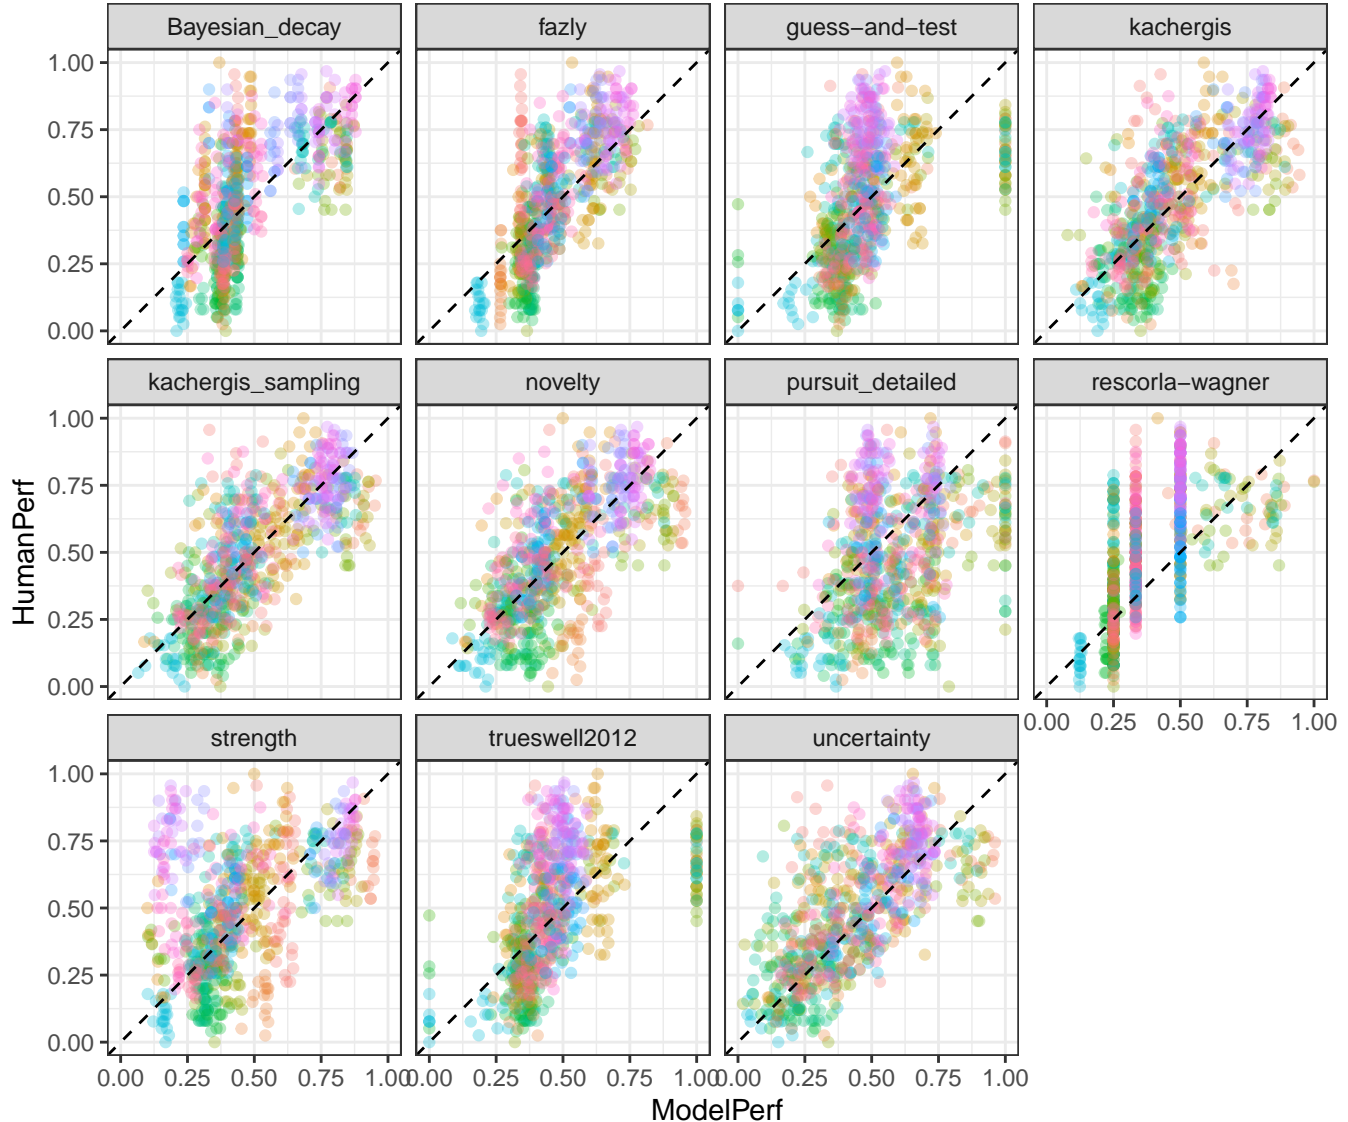 Bayesian_decay fazly guess−and−test kachergis
1.00
0.75
0.50
0.25
0.00
kachergis_sampling novelty pursuit_detailed rescorla−wagner
1.00
0.75
0.50
0.25
0.00
0.00 0.25 0.50 0.75 1.00
strength trueswell2012 uncertainty
1.00
0.75
0.50
0.25
0.00
0.00 0.25 0.50 0.75 1.00 0.00 0.25 0.50 0.75 1.00 0.00 0.25 0.50 0.75 1.00
ModelPerf
HumanPerf